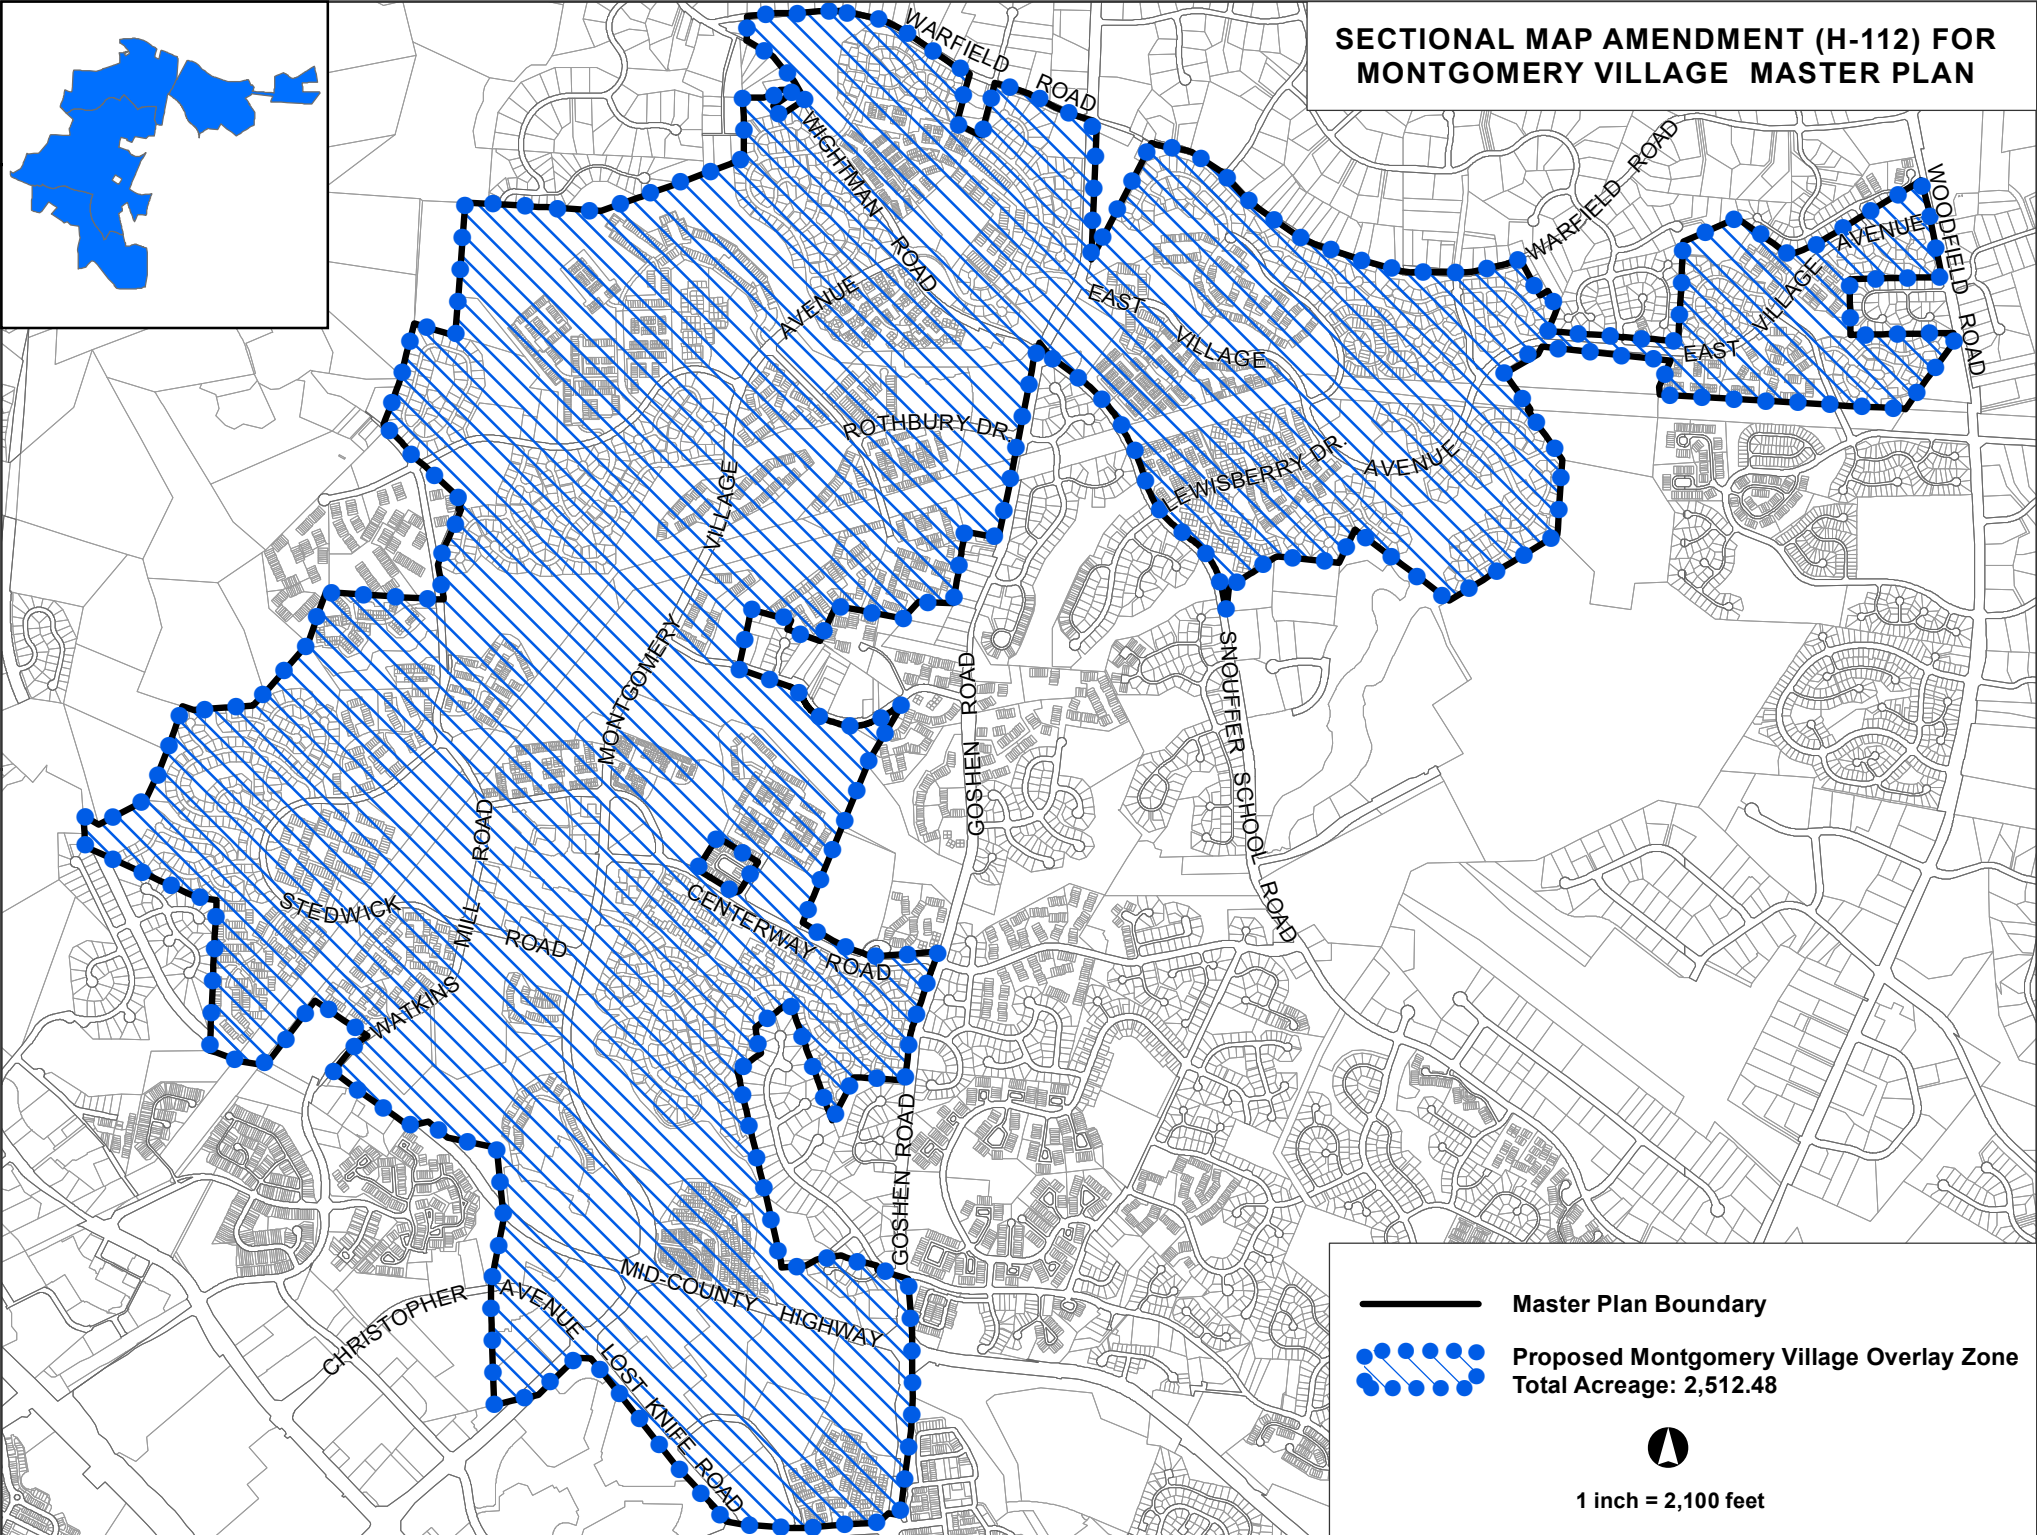 SECTIONAL MAP AMENDMENT (H-112) FOR
MONTGOMERY VILLAGE MASTER PLAN
WARFIELD
ROAD
WIGHTMAN
ROAD
WARFIELD
ROAD
WOODFIELD
ROAD
EAST
VILLAGE
AVENUE
EAST
VILLAGE
AVENUE
AVENUE
VILLAGE
MONTGOMERY
ROTHBURY DR.
LEWISBERRY DR.
SNOUFFER SCHOOL
ROAD
GOSHEN ROAD
STEDWICK
ROAD
WATKINS
MILL
ROAD
CENTERWAY ROAD
GOSHEN ROAD
MID-COUNTY
HIGHWAY
CHRISTOPHER
AVENUE
LOST KNIFE
ROAD
Master Plan Boundary
Proposed Montgomery Village Overlay Zone
Total Acreage: 2,512.48
1 inch = 2,100 feet